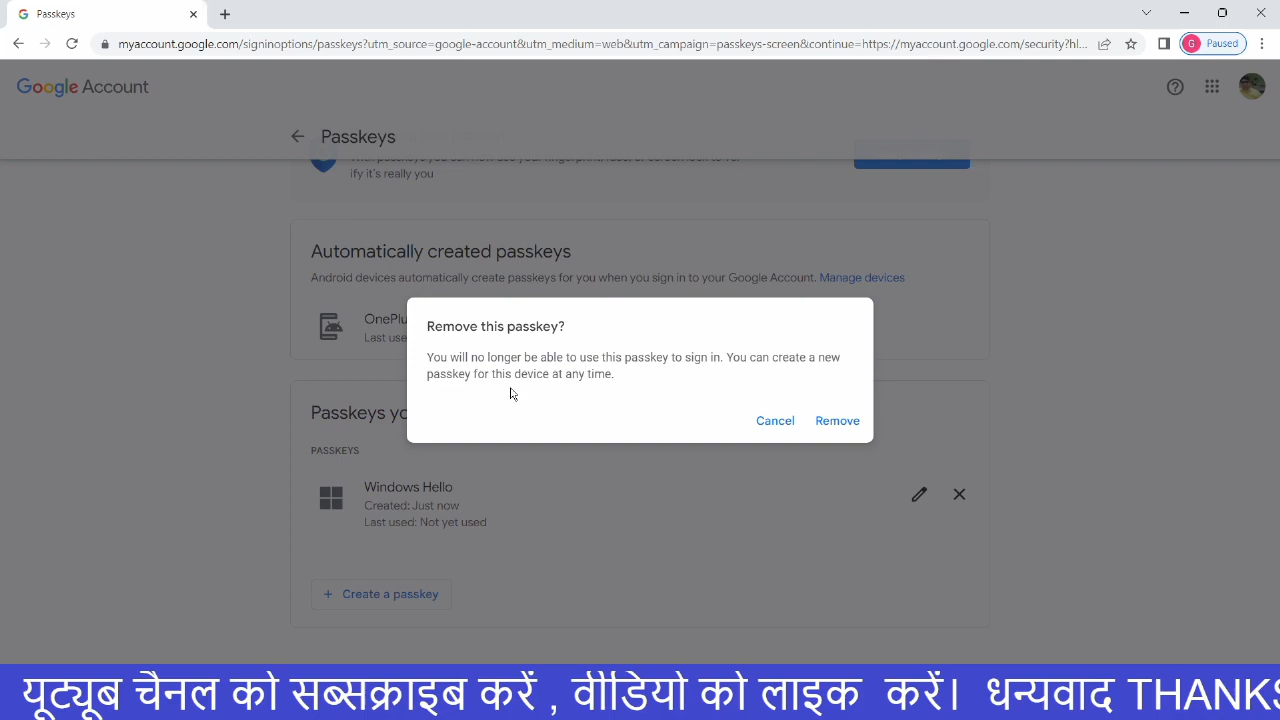 Passkeys
myaccount.google.com/signinoptions/passkeys?utm_source=google-account&utm_medium=web&utm_campaign=passkeys-screen&continue=https://myaccount.google.com/security?hl...
G Paused
Google Account
Passkeys
ify it's really you
Automatically created passkeys
Android devices automatically create passkeys for you when you sign in to your Google Account. Manage devices
OnePlu
Last use
Remove this passkey?
You will no longer be able to use this passkey to sign in. You can create a new
passkey for this device at any time.
Cancel Remove
Passkeys yo
PASSKEYS
Windows Hello
Created: Just now
Last used: Not yet used
+ Create a passkey
यूट्यूब चैनल को सब्सक्राइब करें , वीडियो को लाइक करें। धन्यवाद THANKS